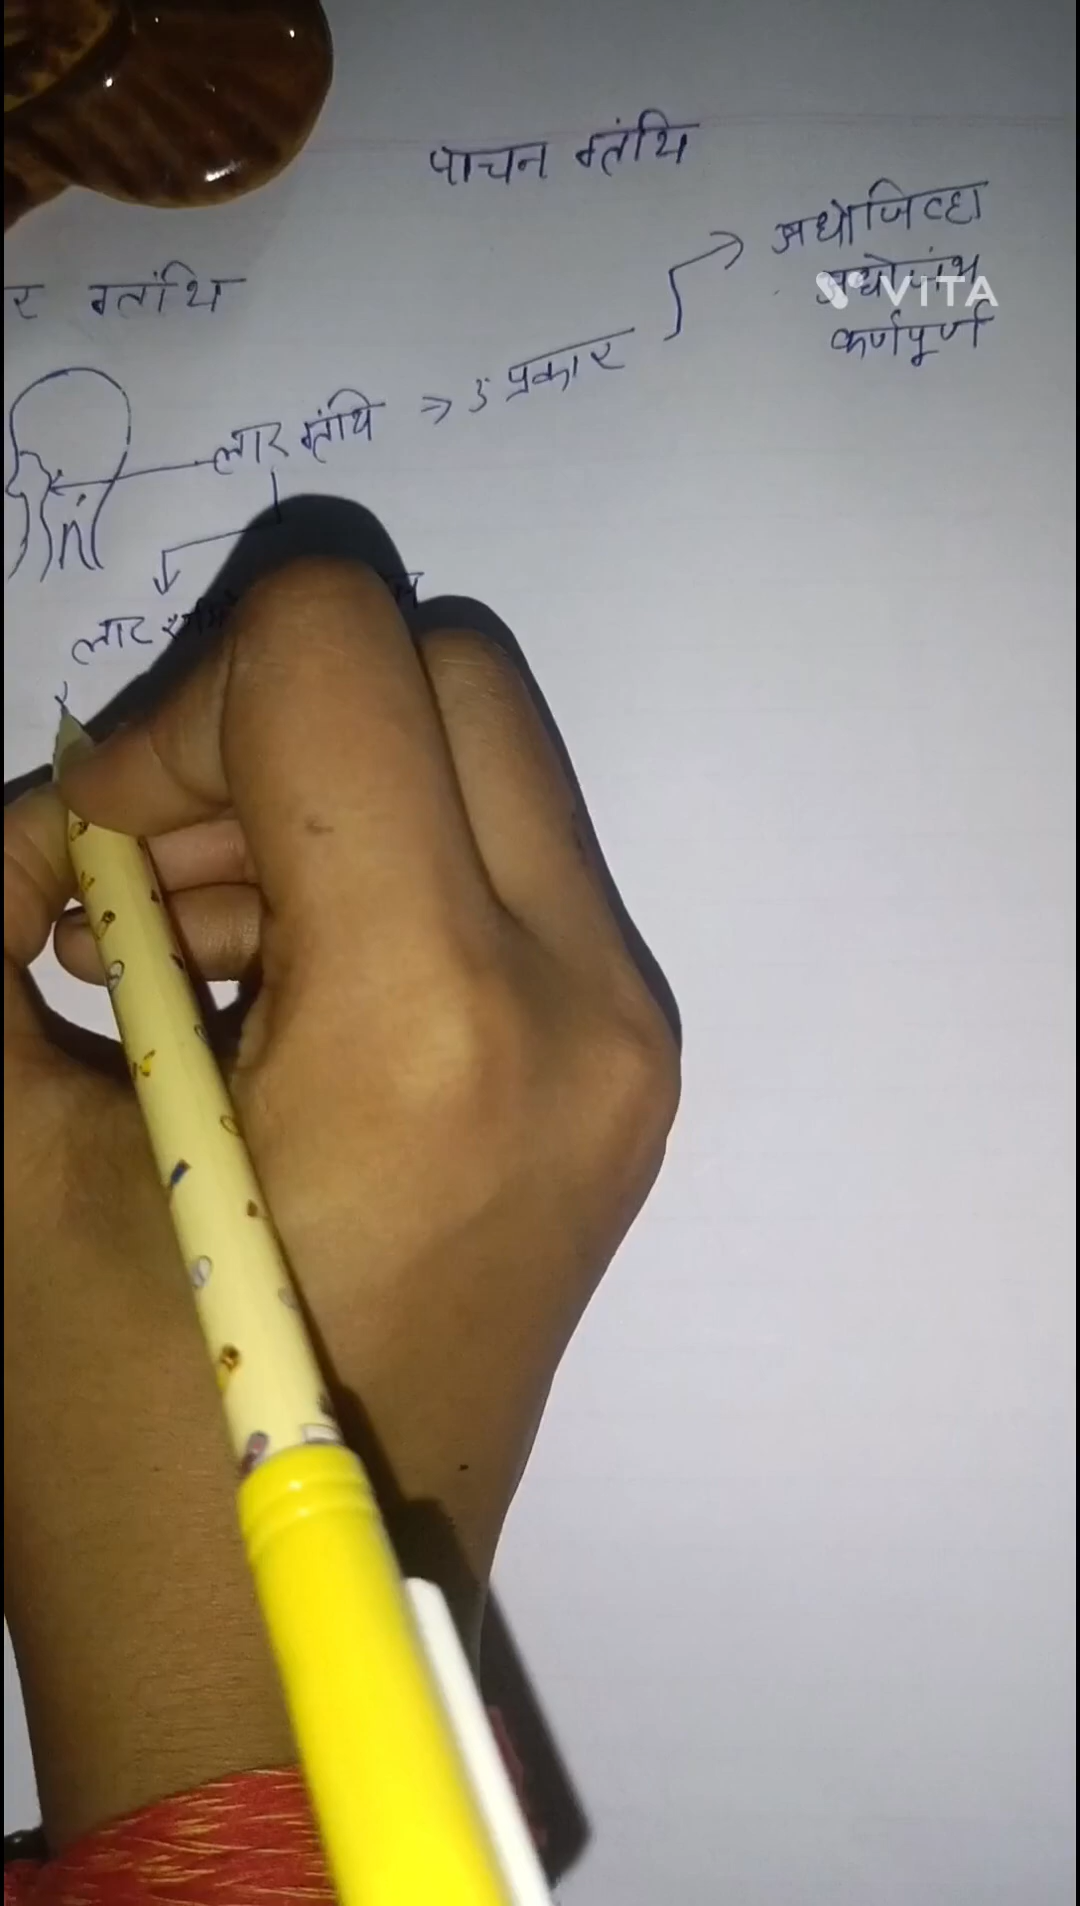 पाचन ग्रंथि
र ग्रंथि
अधोजिव्हा
VITA
कर्णपूर्ण
लार ग्रंथि => 3 प्रकार
लार